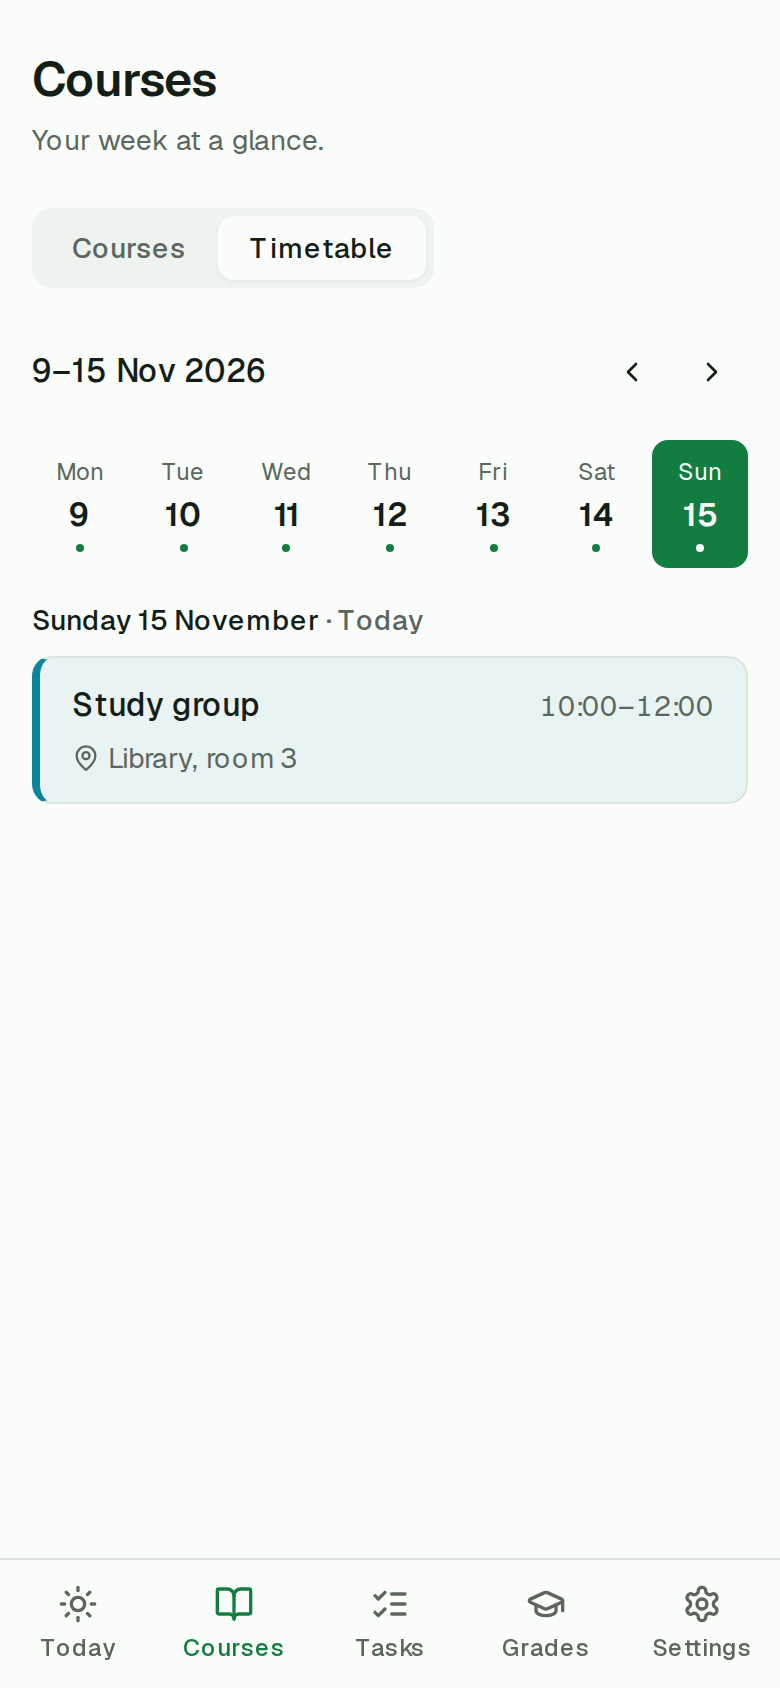 Courses
Your week at a glance.
Courses Timetable
9–15 Nov 2026
Mon Tue Wed Thu Fri Sat Sun
9 10 11 12 13 14 15
Sunday 15 November · Today
Study group 10:00–12:00
Library, room 3
Today Courses Tasks Grades Settings